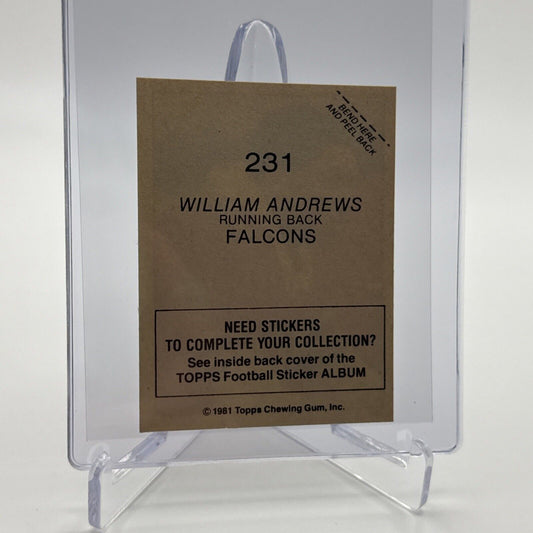 BEND HERE
AND PEEL BACK
231
WILLIAM ANDREWS
RUNNING BACK
FALCONS
NEED STICKERS
TO COMPLETE YOUR COLLECTION?
See inside back cover of the
TOPPS Football Sticker ALBUM
© 1981 Topps Chewing Gum, Inc.